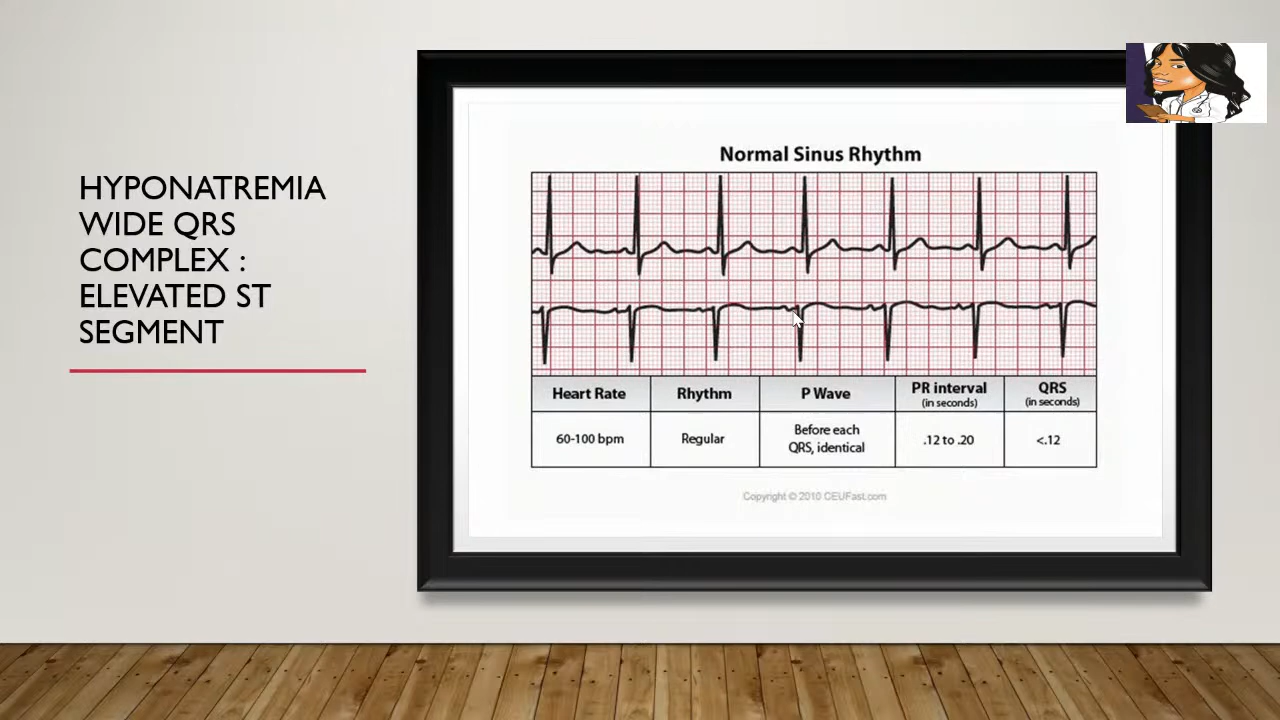 HYPONATREMIA
WIDE QRS
COMPLEX :
ELEVATED ST
SEGMENT
Normal Sinus Rhythm
Heart Rate
Rhythm
P Wave
PR interval
(in seconds)
QRS
(in seconds)
60-100 bpm
Regular
Before each
QRS, identical
.12 to .20
<.12
Copyright © 2010 CEUFast.com